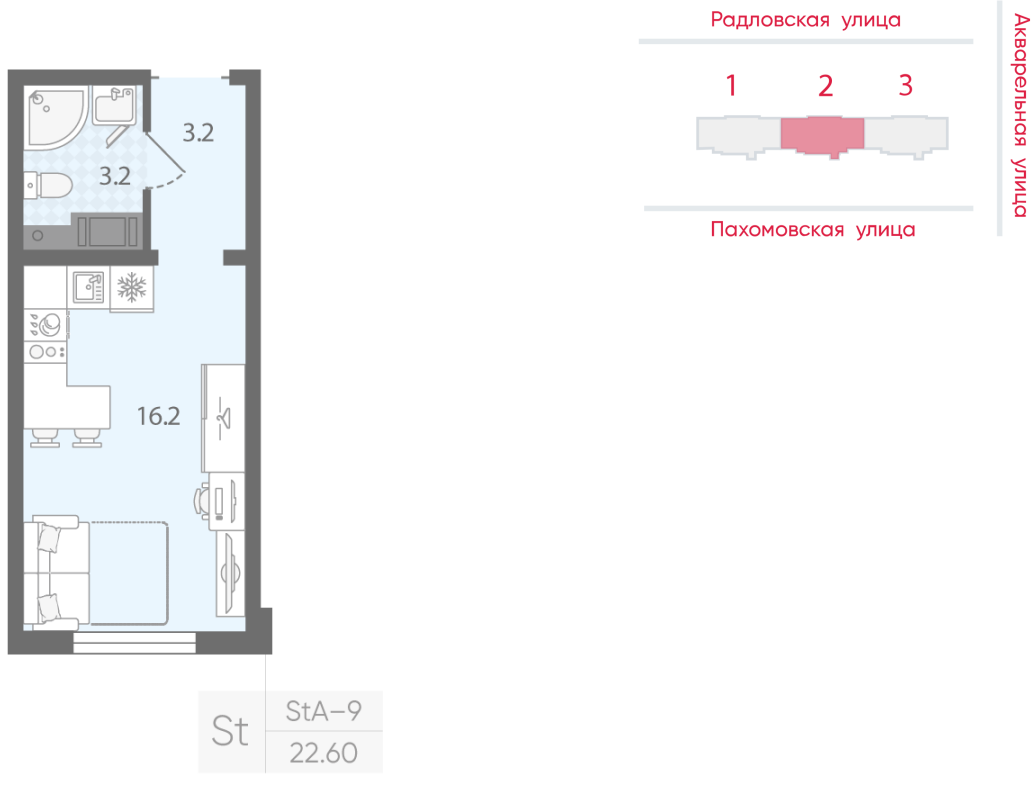 Радловская улица
Акварельная улица
1
2
3
Пахомовская улица
3.2
3.2
16.2
St
StA–9
22.60